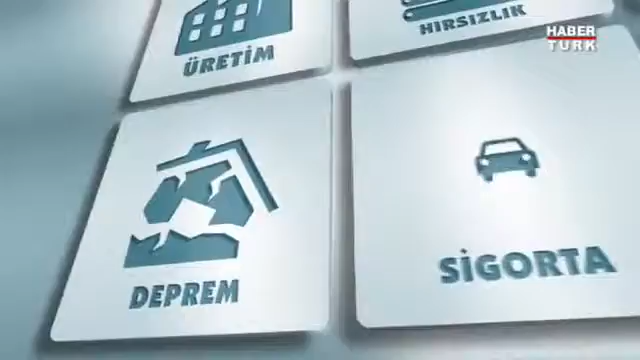 ÜRETİM
HIRSIZLIK
HABER
TÜRK
DEPREM
SİGORTA